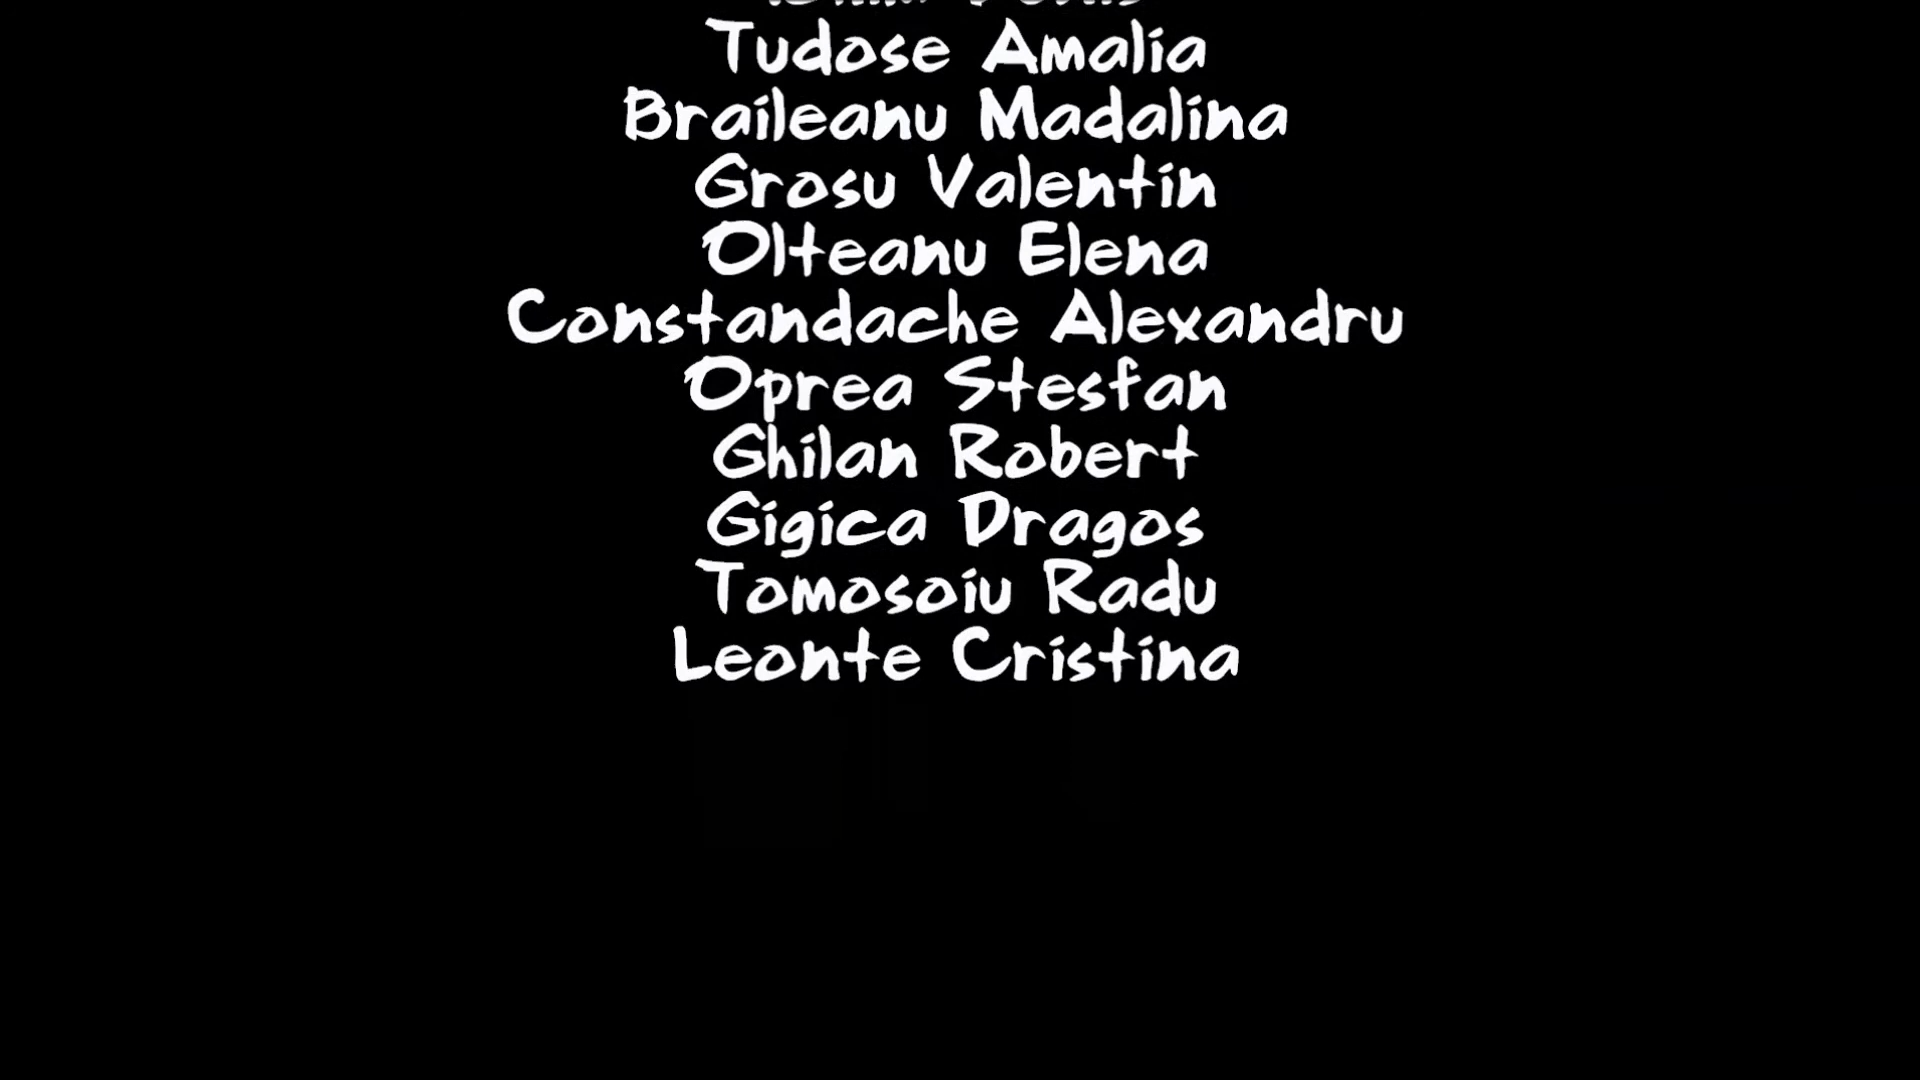 Tudose Amalia
Braileanu Madalina
Grosu Valentin
Olteanu Elena
Constandache Alexandru
Oprea Stesfan
Ghilan Robert
Gigica Dragos
Tomosoiu Radu
Leonte Cristina